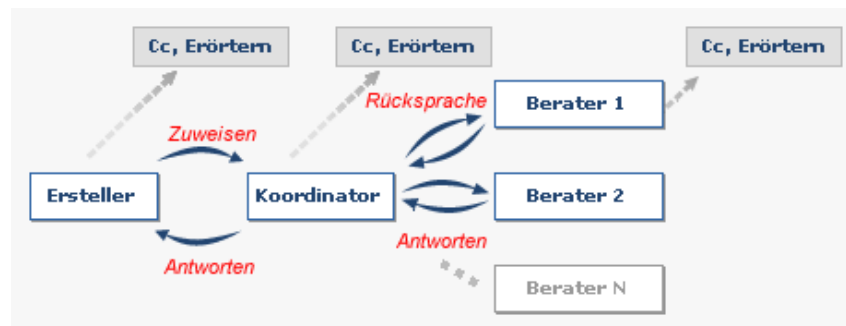 Cc, Erörtern
Cc, Erörtern
Cc, Erörtern
Rücksprache
Berater 1
Zuweisen
Ersteller
Koordinator
Berater 2
Antworten
Antworten
Berater N